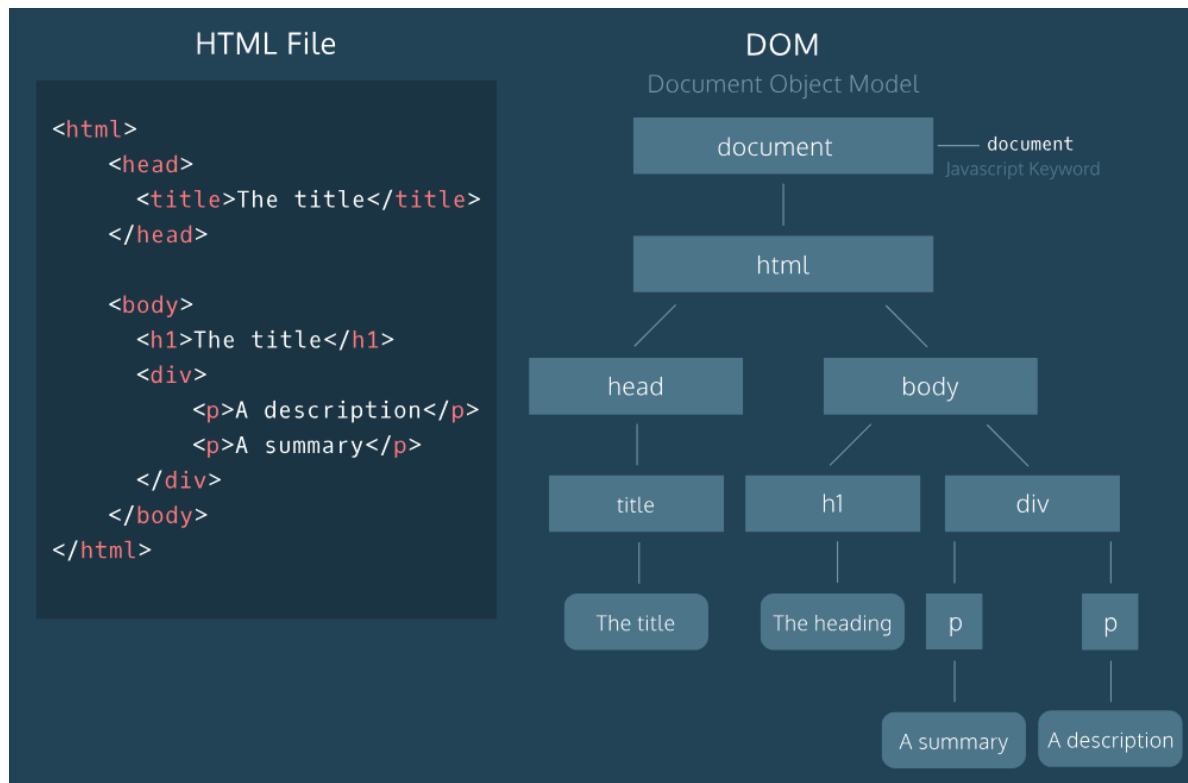 HTML File
<html>
<head>
<title>The title</title>
</head>
<body>
<h1>The title</h1>
<div>
<p>A description</p>
<p>A summary</p>
</div>
</body>
</html>
DOM
Document Object Model
document
document
Javascript Keyword
html
head
body
title
h1
div
The title
The heading
p
p
A summary
A description